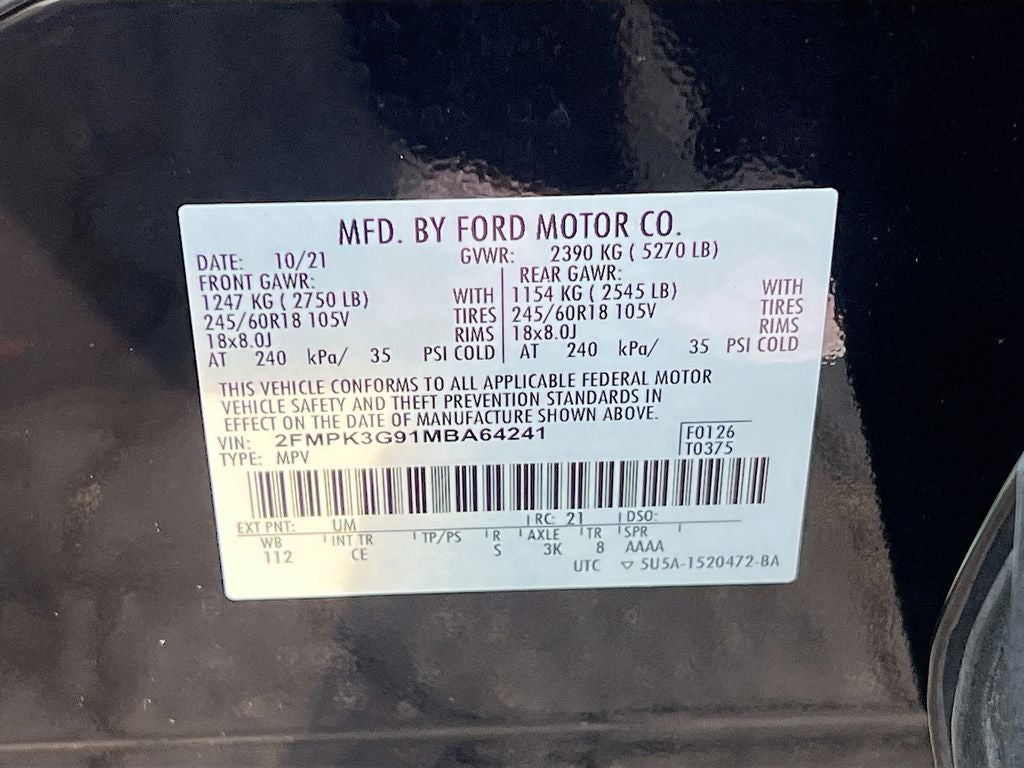 MFD. BY FORD MOTOR CO.
DATE: 10/21 GVWR: 2390 KG ( 5270 LB)
FRONT GAWR: REAR GAWR:
1247 KG ( 2750 LB) WITH 1154 KG ( 2545 LB) WITH
245/60R18 105V TIRES 245/60R18 105V TIRES
18x8.0J RIMS 18x8.0J RIMS
AT 240 kPa/ 35 PSI COLD AT 240 kPa/ 35 PSI COLD
THIS VEHICLE CONFORMS TO ALL APPLICABLE FEDERAL MOTOR
VEHICLE SAFETY AND THEFT PREVENTION STANDARDS IN
EFFECT ON THE DATE OF MANUFACTURE SHOWN ABOVE.
VIN: 2FMPK3G91MBA64241 F0126
TYPE: MPV T0375
EXT PNT: UM RC: 21 DSO:
WB INT TR TP/PS R AXLE TR SPR
112 CE S 3K 8 AAAA
UTC ▽ 5U5A-1520472-BA